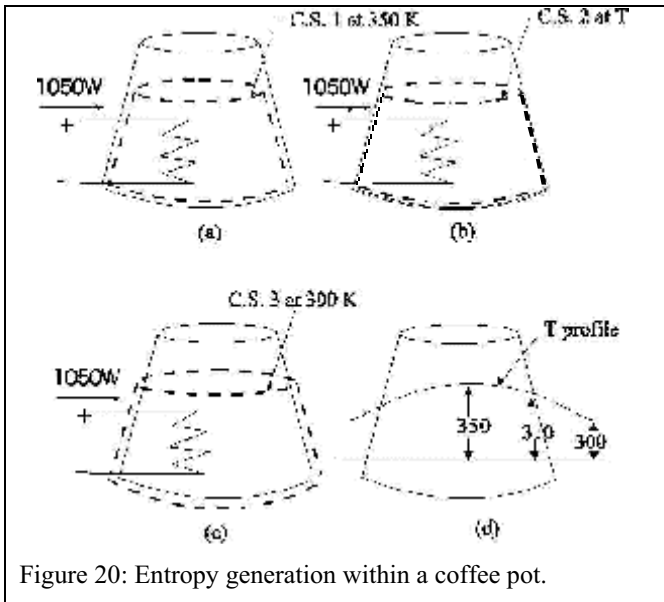 C.S. 1 at 350 K
C.S. 2 at T
1050W
1050W
+
+
-
-
(a)
(b)
C.S. 3 at 300 K
T profile
1050W
+
-
350
300
(c)
(d)
Figure 20: Entropy generation within a coffee pot.